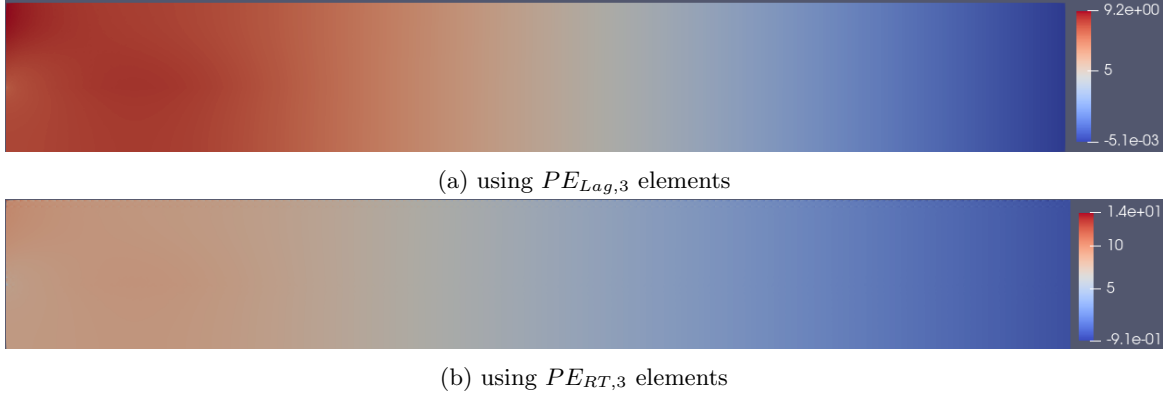 9.2e+00
5
-5.1e-03
(a) using $PE_{Lag,3}$ elements
1.4e+01
10
5
-9.1e-01
(b) using $PE_{RT,3}$ elements